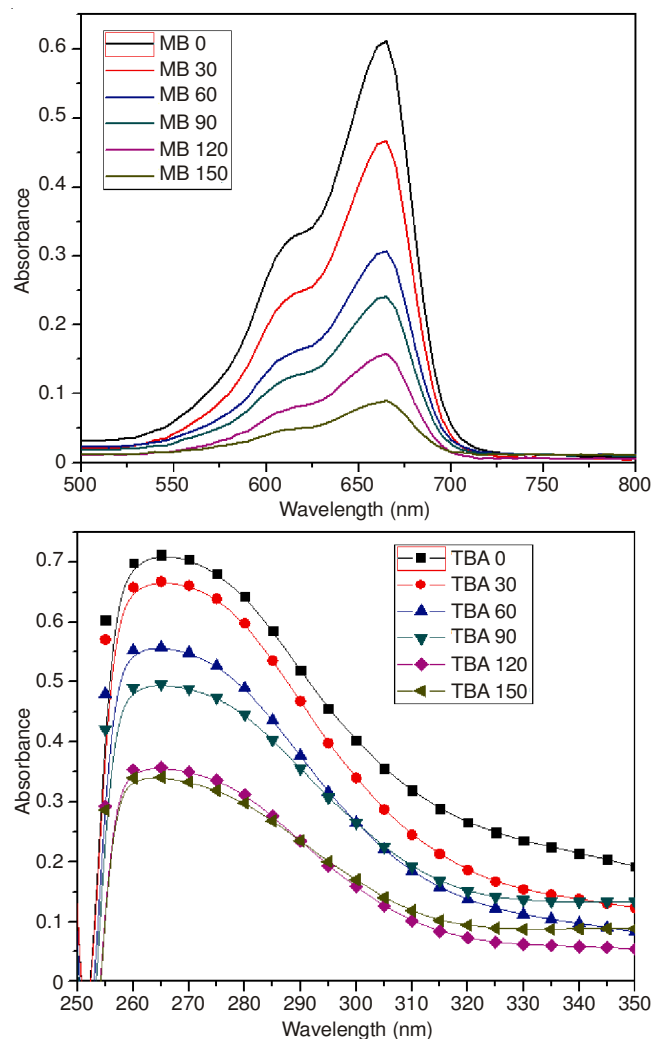 0.6
0.5
0.4
0.3
0.2
0.1
0
Absorbance
MB 0
MB 30
MB 60
MB 90
MB 120
MB 150
500 550 600 650 700 750 800
Wavelength (nm)
0.7
0.6
0.5
0.4
0.3
0.2
0.1
0
Absorbance
TBA 0
TBA 30
TBA 60
TBA 90
TBA 120
TBA 150
250 260 270 280 290 300 310 320 330 340 350
Wavelength (nm)